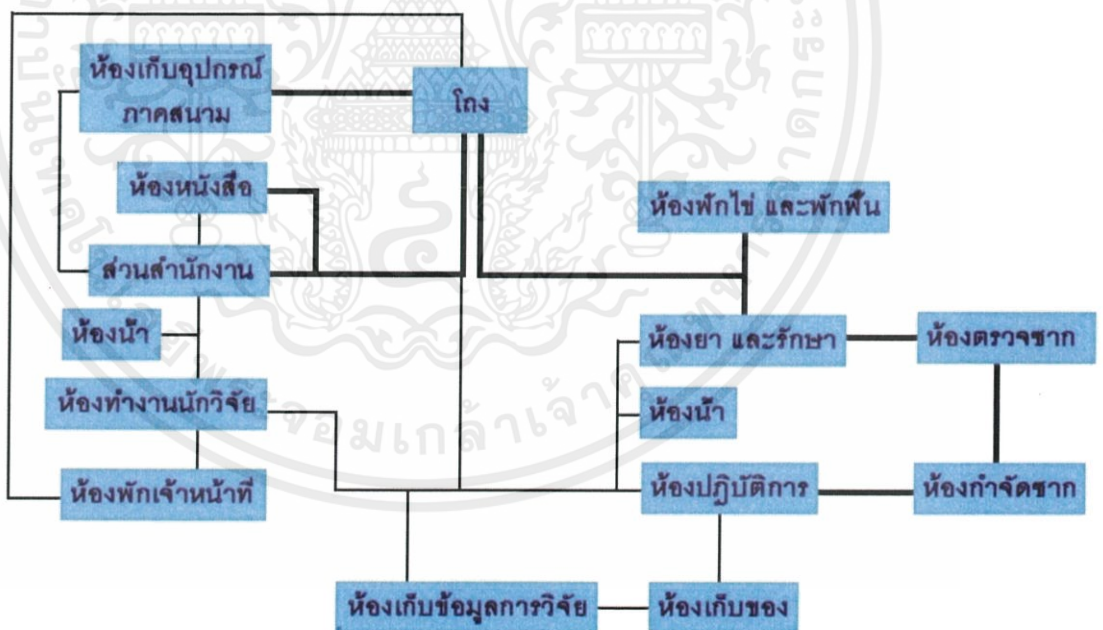 ห้องเก็บอุปกรณ์
ภาคสนาม
โถง
ห้องหนังสือ
ห้องฟักไข่ และพักฟื้น
ส่วนสำนักงาน
ห้องน้ำ
ห้องยา และรักษา
ห้องตรวจซาก
ห้องทำงานนักวิจัย
ห้องน้ำ
ห้องพักเจ้าหน้าที่
ห้องปฏิบัติการ
ห้องกำจัดซาก
ห้องเก็บข้อมูลการวิจัย
ห้องเก็บของ